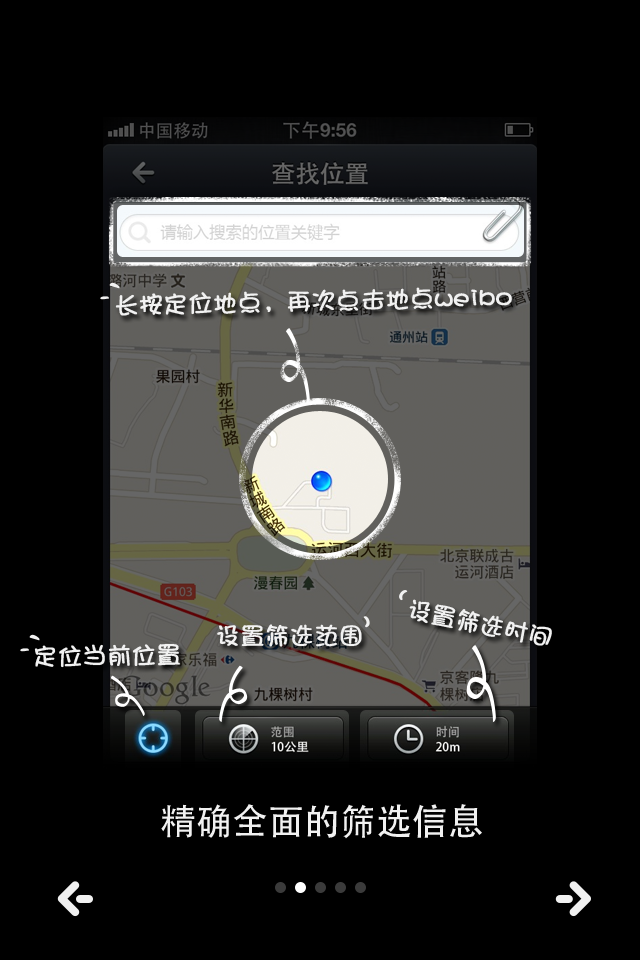 中国移动 下午9:56
查找位置
请输入搜索的位置关键字
路河中学 文
站路
长按定位地点，再次点击地点weibo
通州站
果园村
新华南路
新城南路
运河西大街
北京联成古
运河酒店
漫春园
G103
设置筛选时间
设置筛选范围
定位当前位置
家乐福
京客隆九
棵树
Google
九棵树村
范围
10公里
时间
20m
精确全面的筛选信息